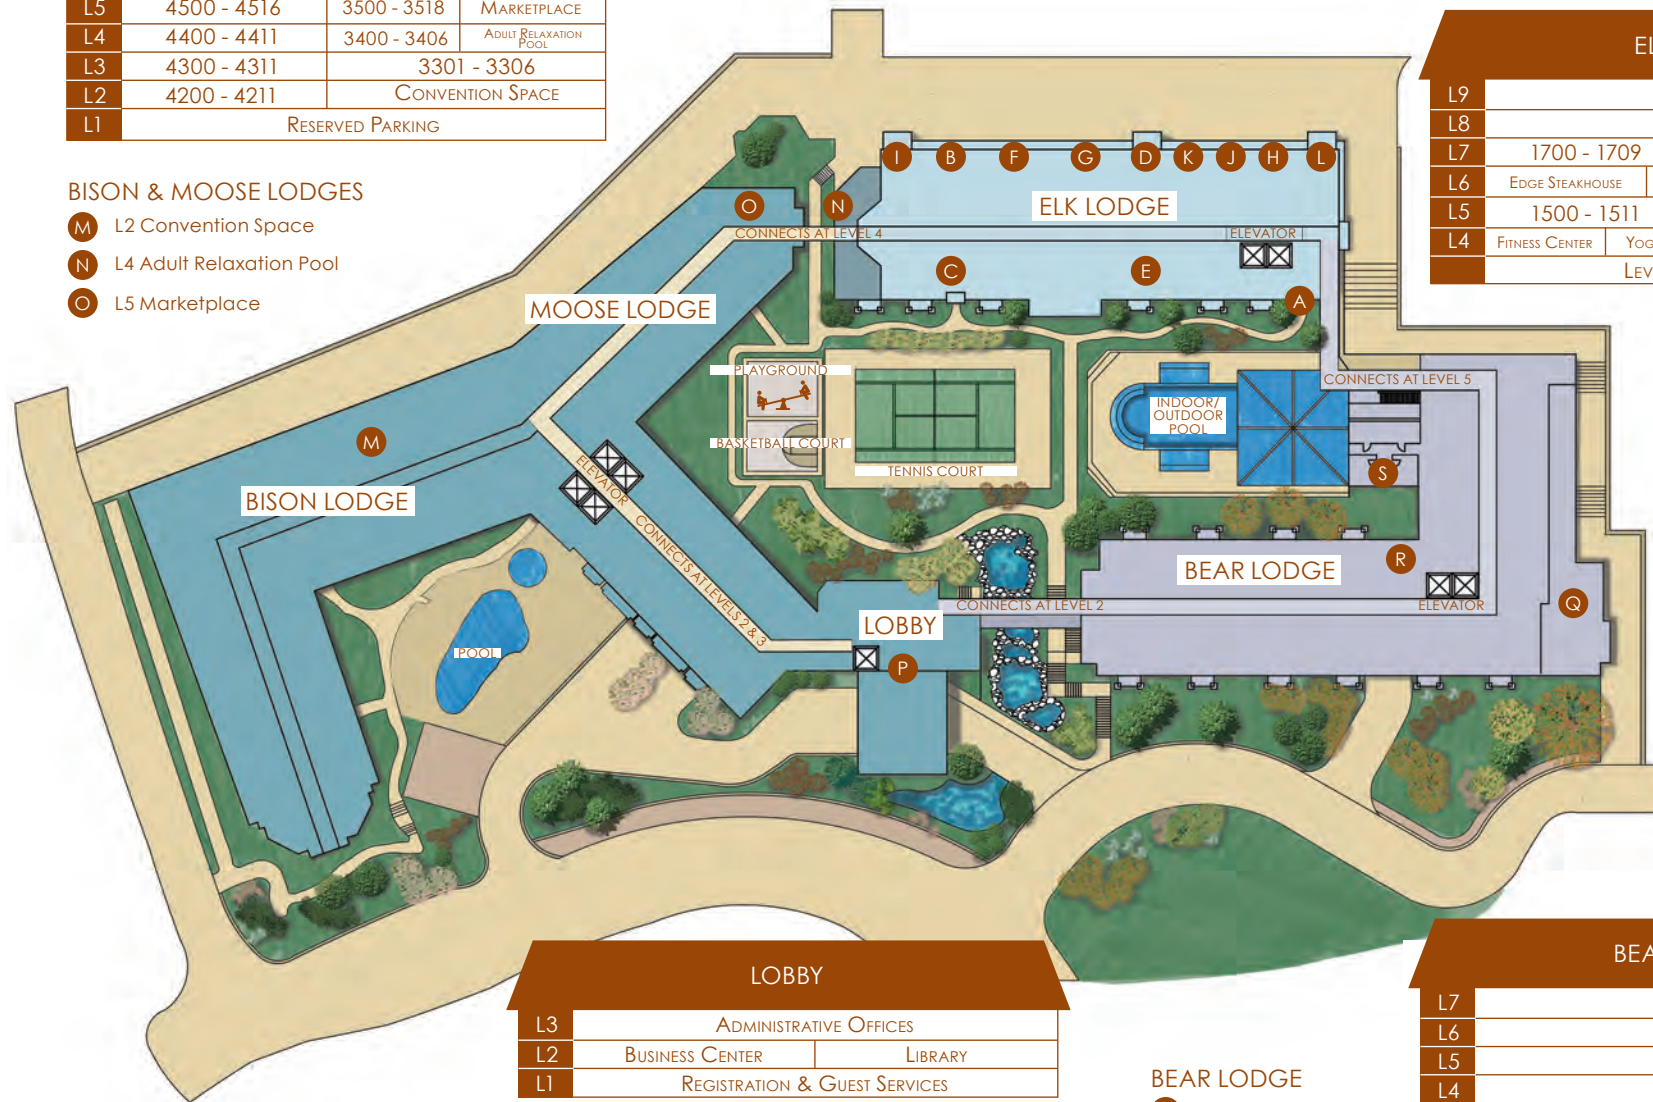 L5 4500 - 4516 3500 - 3518 MARKETPLACE
L4 4400 - 4411 3400 - 3406 ADULT RELAXATION POOL
L3 4300 - 4311 3301 - 3306
L2 4200 - 4211 CONVENTION SPACE
L1 RESERVED PARKING
BISON & MOOSE LODGES
M L2 Convention Space
N L4 Adult Relaxation Pool
O L5 Marketplace
EL
L9
L8
L7 1700 - 1709
L6 EDGE STEAKHOUSE
L5 1500 - 1511
L4 FITNESS CENTER YOG
LEV
I B F G D K J H L
O N
ELK LODGE
CONNECTS AT LEVEL 4
ELEVATOR
C E
A
MOOSE LODGE
PLAYGROUND
CONNECTS AT LEVEL 5
INDOOR/
OUTDOOR
POOL
M
BASKETBALL COURT
TENNIS COURT
S
BISON LODGE
ELEVATOR
CONNECTS AT LEVELS 2 & 3
R
BEAR LODGE
CONNECTS AT LEVEL 2
ELEVATOR
Q
LOBBY
POOL
P
LOBBY
L3 ADMINISTRATIVE OFFICES
L2 BUSINESS CENTER LIBRARY
L1 REGISTRATION & GUEST SERVICES
BEAR LODGE
BEA
L7
L6
L5
L4